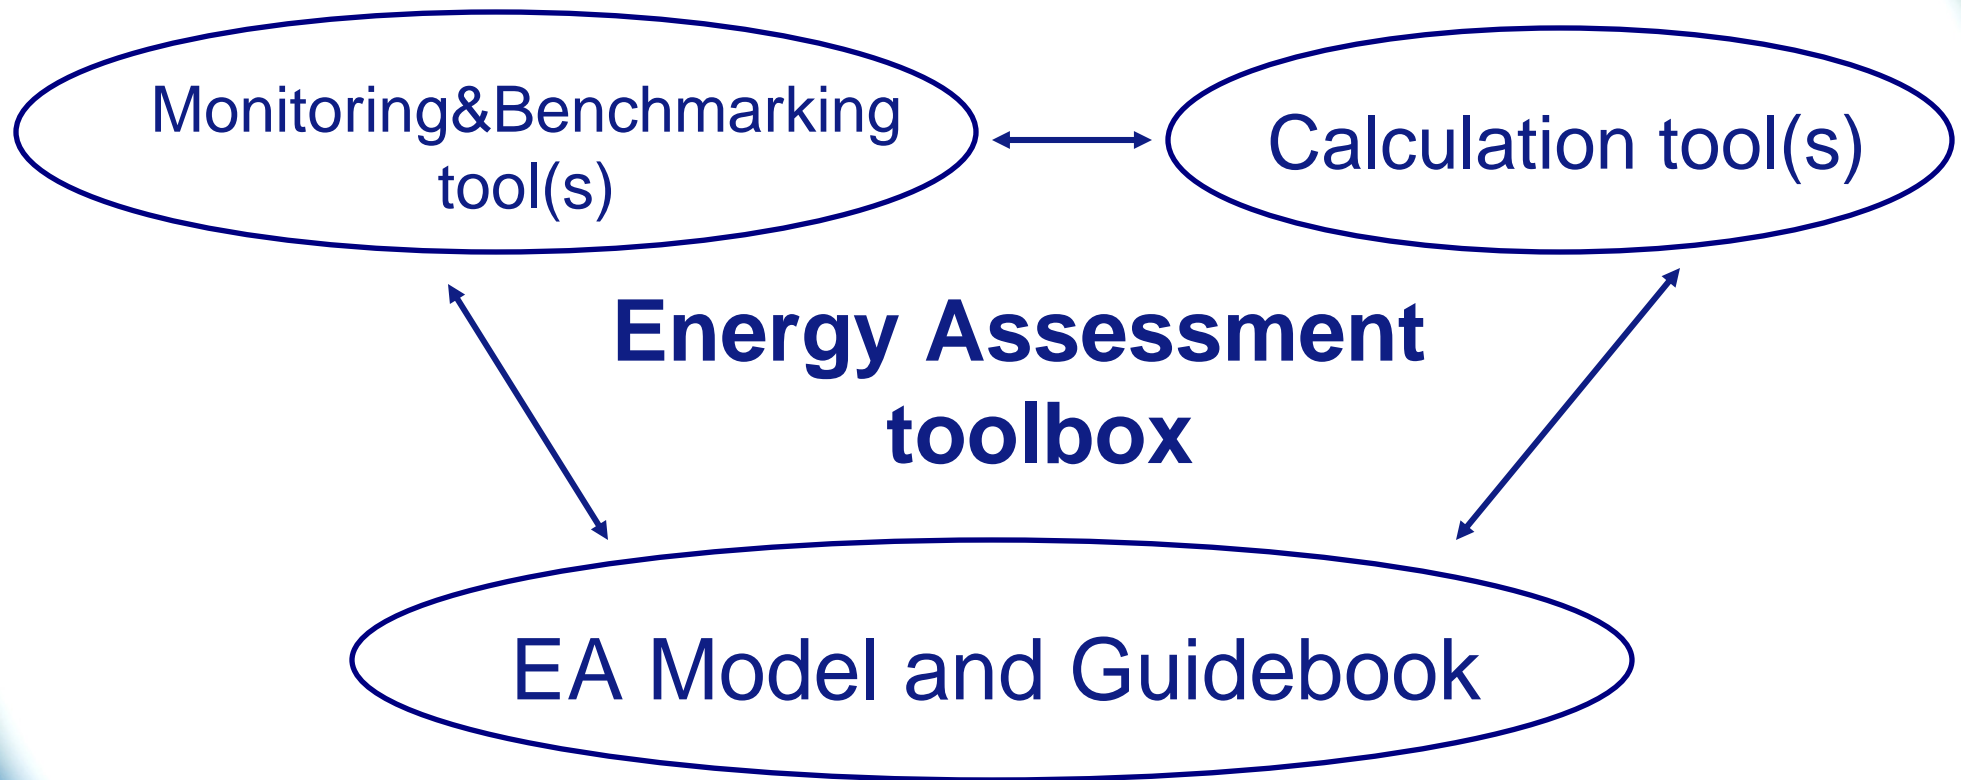 Monitoring&Benchmarking
tool(s)
Calculation tool(s)
Energy Assessment
toolbox
EA Model and Guidebook